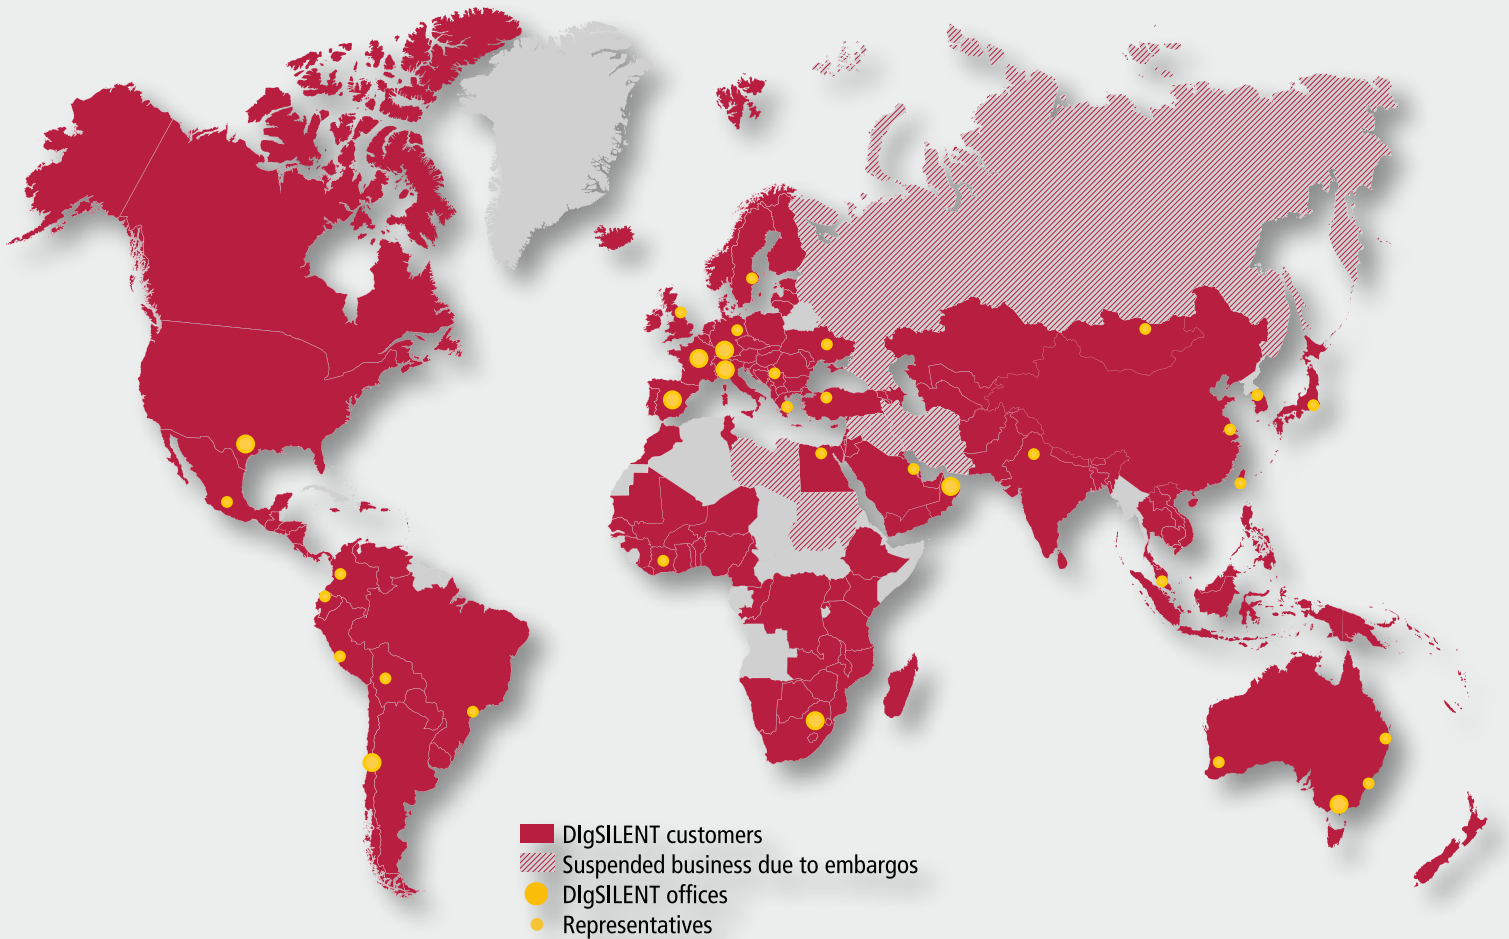 DIgSILENT customers
Suspended business due to embargos
DIgSILENT offices
Representatives